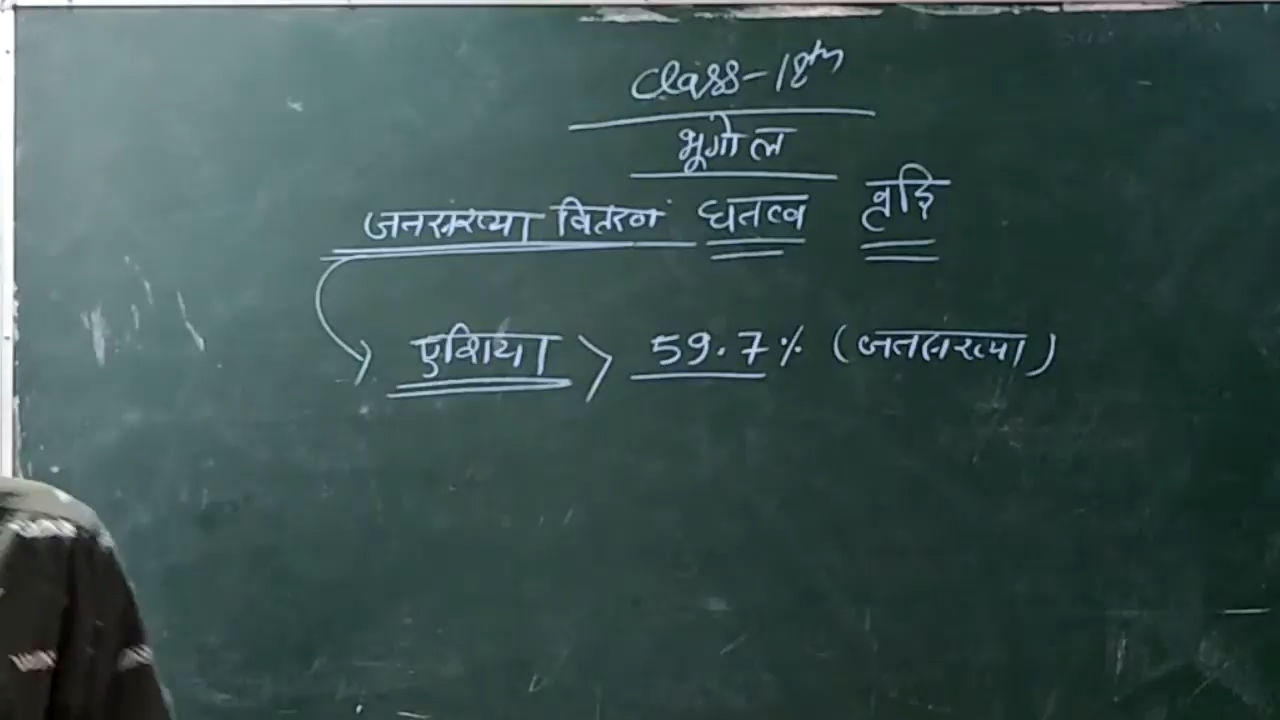 Class-12th
भूगोल
जनसंख्या वितरण घनत्व वृद्धि
एशिया > 59.7% (जनसंख्या)